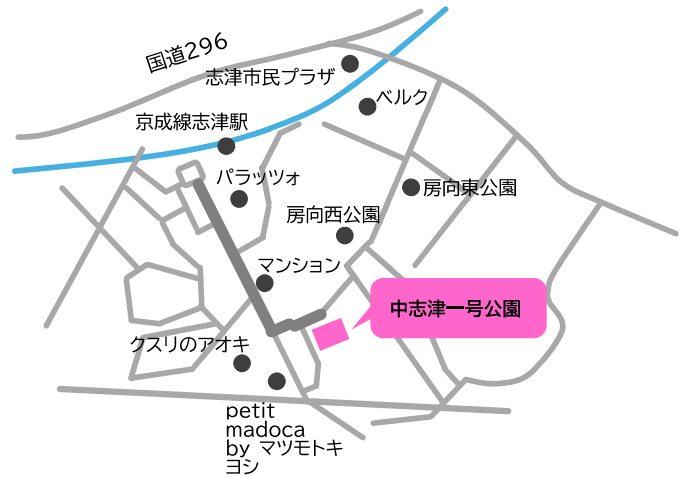 国道296
志津市民プラザ
ベルク
京成線志津駅
パラッツォ
房向東公園
房向西公園
マンション
中志津一号公園
クスリのアオキ
petit
madoca
by マツモトキ
ヨシ